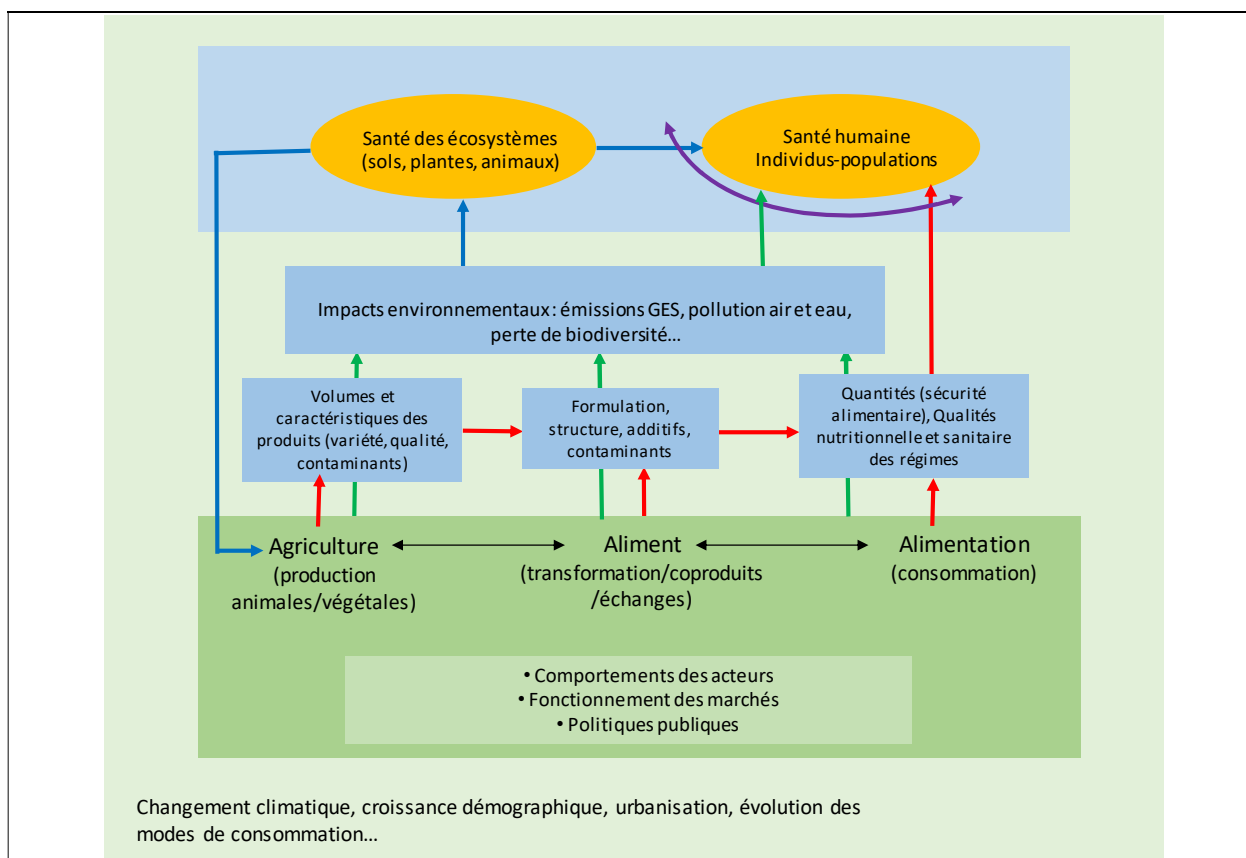 Santé des écosystèmes
(sols, plantes, animaux)
Santé humaine
Individus-populations
Impacts environnementaux : émissions GES, pollution air et eau,
perte de biodiversité…
Volumes et
caractéristiques des
produits (variété, qualité,
contaminants)
Formulation,
structure, additifs,
contaminants
Quantités (sécurité
alimentaire), Qualités
nutritionnelle et sanitaire
des régimes
Agriculture
(production
animales/végétales)
Aliment
(transformation/coproduits
/échanges)
Alimentation
(consommation)
• Comportements des acteurs
• Fonctionnement des marchés
• Politiques publiques
Changement climatique, croissance démographique, urbanisation, évolution des
modes de consommation…